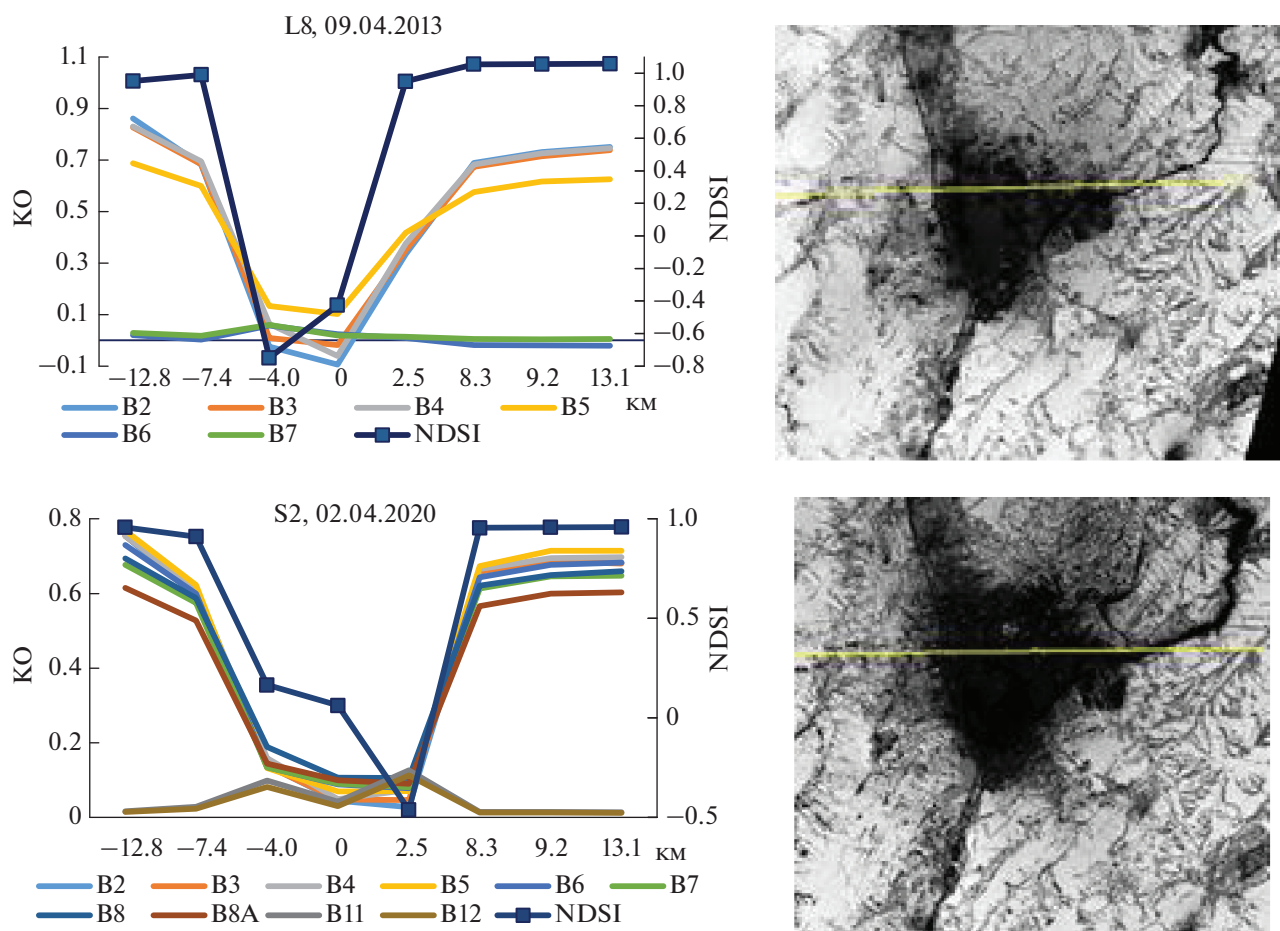 L8, 09.04.2013
1.1
0.9
0.7
0.5
0.3
0.1
−0.1
KO
1.0
0.8
0.6
0.4
0.2
0
−0.2
−0.4
−0.6
−0.8
NDSI
−12.8 −7.4 −4.0 0 2.5 8.3 9.2 13.1
B2 B3 B4 B5 км
B6 B7 NDSI
S2, 02.04.2020
0.8
0.6
0.4
0.2
0
KO
1.0
0.5
0
−0.5
NDSI
−12.8 −7.4 −4.0 0 2.5 8.3 9.2 13.1 км
B2 B3 B4 B5 B6 B7
B8 B8A B11 B12 NDSI